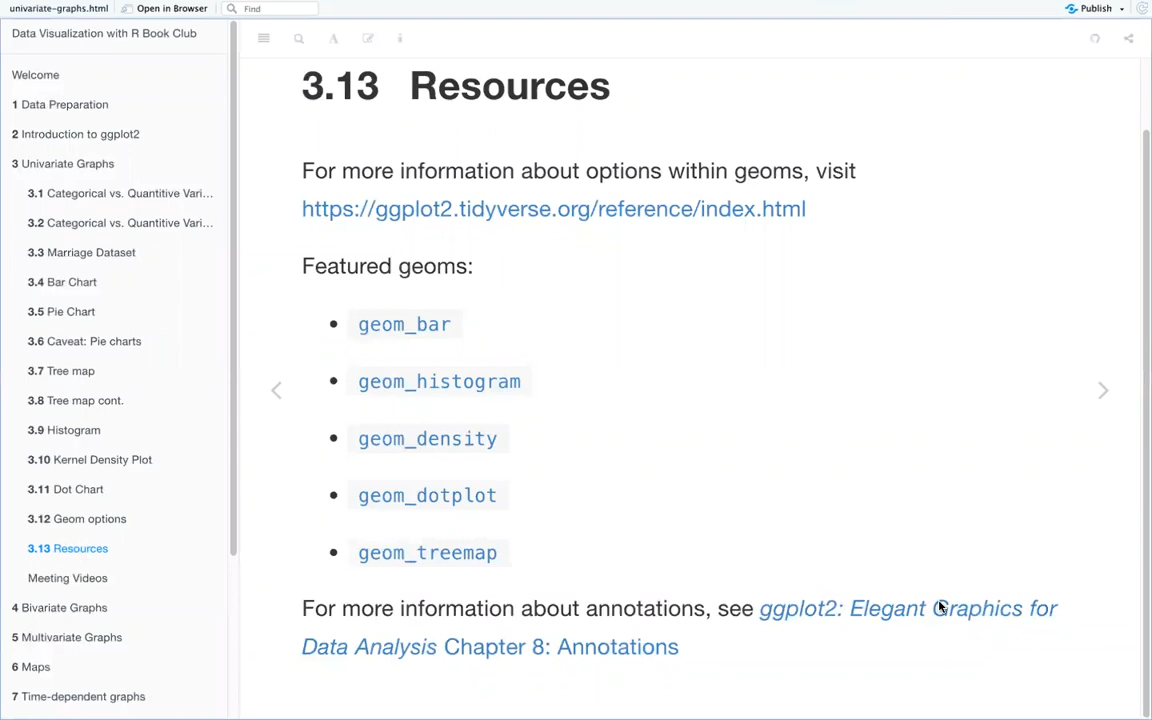 univariate-graphs.html
Open in Browser
Find
Publish
Data Visualization with R Book Club
Welcome
1 Data Preparation
2 Introduction to ggplot2
3 Univariate Graphs
3.1 Categorical vs. Quantitive Vari...
3.2 Categorical vs. Quantitive Vari...
3.3 Marriage Dataset
3.4 Bar Chart
3.5 Pie Chart
3.6 Caveat: Pie charts
3.7 Tree map
3.8 Tree map cont.
3.9 Histogram
3.10 Kernel Density Plot
3.11 Dot Chart
3.12 Geom options
3.13 Resources
Meeting Videos
4 Bivariate Graphs
5 Multivariate Graphs
6 Maps
7 Time-dependent graphs
A
3.13 Resources
For more information about options within geoms, visit
https://ggplot2.tidyverse.org/reference/index.html
Featured geoms:
• geom_bar
• geom_histogram
• geom_density
• geom_dotplot
• geom_treemap
For more information about annotations, see ggplot2: Elegant Graphics for
Data Analysis Chapter 8: Annotations